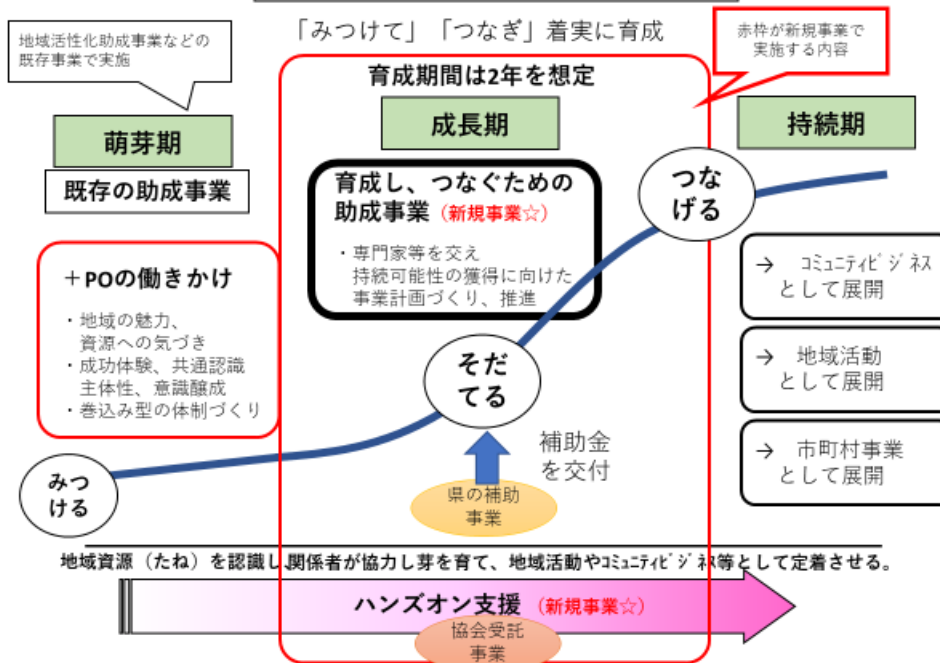 「みつけて」「つなぎ」着実に育成
地域活性化助成事業などの
既存事業で実施
赤枠が新規事業で
実施する内容
育成期間は2年を想定
萌芽期
成長期
持続期
既存の助成事業
育成し、つなぐための
助成事業（新規事業☆）
・専門家等を交え
持続可能性の獲得に向けた
事業計画づくり、推進
つな
げる
＋POの働きかけ
・地域の魅力、
資源への気づき
・成功体験、共通認識
主体性、意識醸成
・巻込み型の体制づくり
→ ｺﾐｭﾆﾃｨﾋﾞｼﾞﾈｽ
として展開
→ 地域活動
として展開
→ 市町村事業
として展開
そだ
てる
みつ
ける
補助金
を交付
県の補助
事業
地域資源（たね）を認識し関係者が協力し芽を育て、地域活動やｺﾐｭﾆﾃｨﾋﾞｼﾞﾈｽ等として定着させる。
ハンズオン支援（新規事業☆）
協会受託
事業